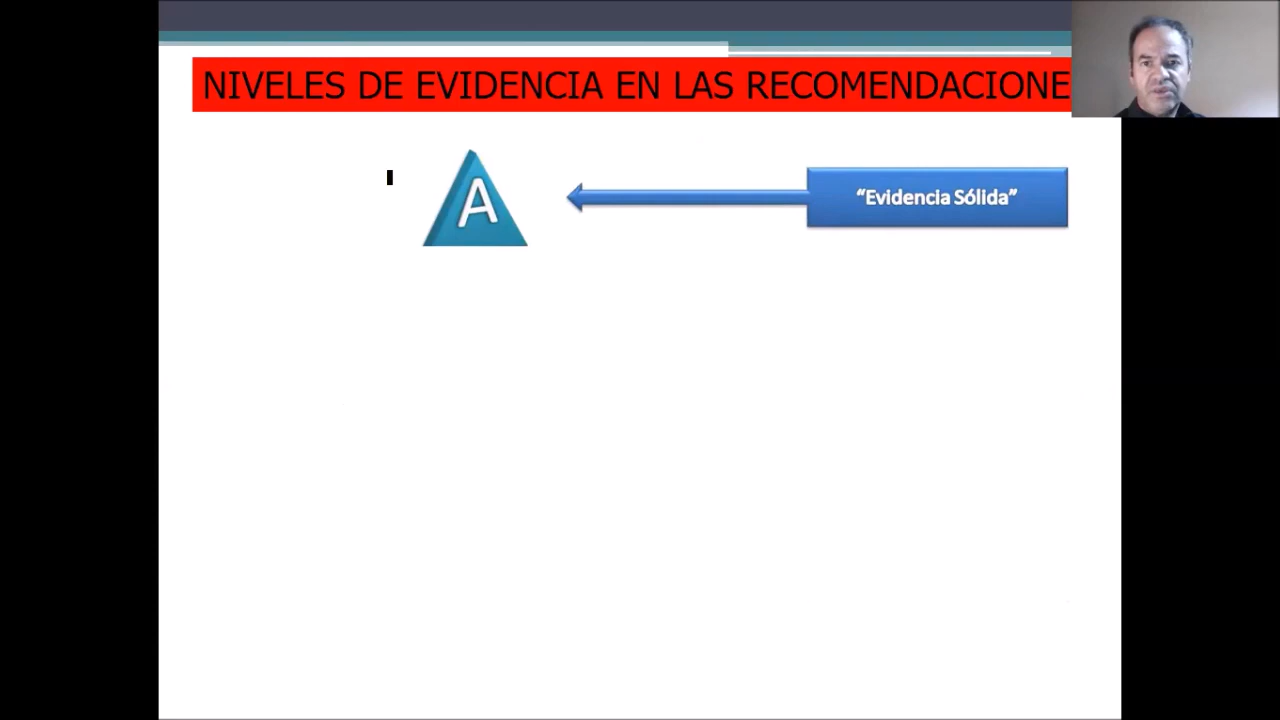 NIVELES DE EVIDENCIA EN LAS RECOMENDACIONE
A
“Evidencia Sólida”